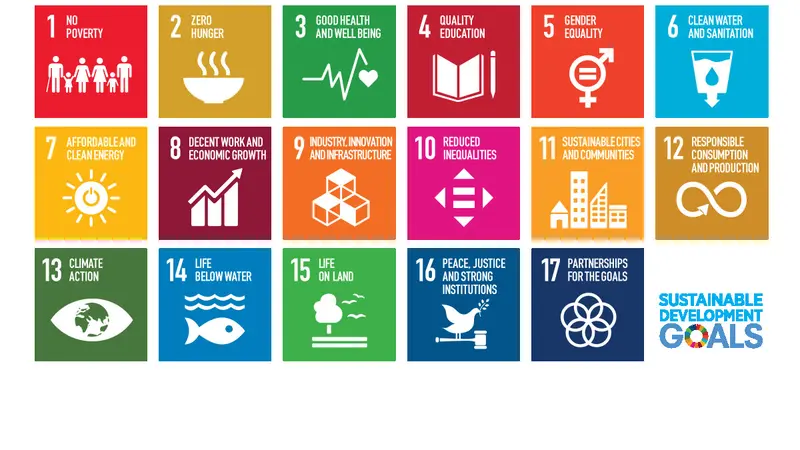 1 NO
POVERTY
2 ZERO
HUNGER
3 GOOD HEALTH
AND WELL BEING
4 QUALITY
EDUCATION
5 GENDER
EQUALITY
6 CLEAN WATER
AND SANITATION
7 AFFORDABLE AND
CLEAN ENERGY
8 DECENT WORK AND
ECONOMIC GROWTH
9 INDUSTRY, INNOVATION
AND INFRASTRUCTURE
10 REDUCED
INEQUALITIES
11 SUSTAINABLE CITIES
AND COMMUNITIES
12 RESPONSIBLE
CONSUMPTION
AND PRODUCTION
13 CLIMATE
ACTION
14 LIFE
BELOW WATER
15 LIFE
ON LAND
16 PEACE, JUSTICE
AND STRONG
INSTITUTIONS
17 PARTNERSHIPS
FOR THE GOALS
SUSTAINABLE
DEVELOPMENT
GOALS